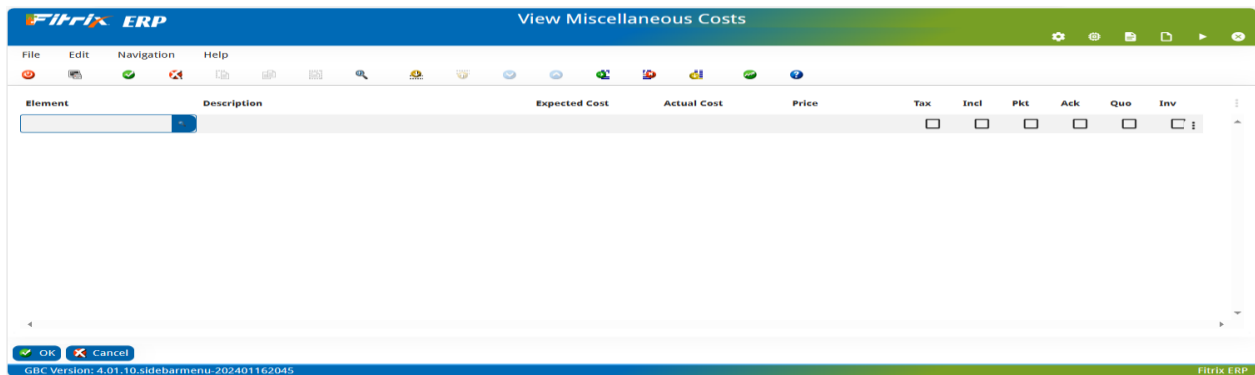 Fitrix ERP
View Miscellaneous Costs
File Edit Navigation Help
Element Description Expected Cost Actual Cost Price Tax Incl Pkt Ack Quo Inv
OK Cancel
GBC Version: 4.01.10.sidebarmenu-202401162045 Fitrix ERP